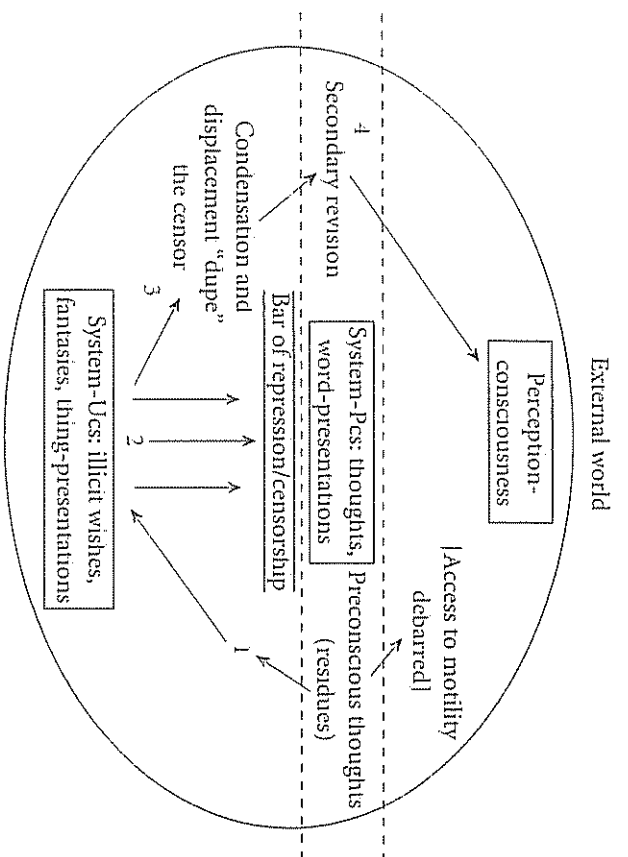 External world
Perception-
consciousness
[Access to motility
debarred]
4
Secondary revision
System-Pcs: thoughts,
word-presentations
Preconscious thoughts
(residues)
Condensation and
displacement “dupe”
the censor
Bar of repression/censorship
3
2
1
System-Ucs: illicit wishes,
fantasies, thing-presentations